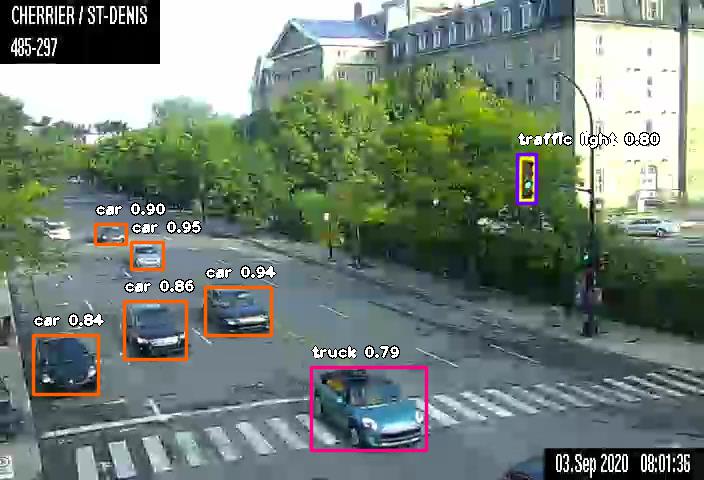 CHERRIER / ST-DENIS
485-297
traffic light 0.80
car 0.90
car 0.95
car 0.94
car 0.86
car 0.84
truck 0.79
03.Sep 2020 08:01:36